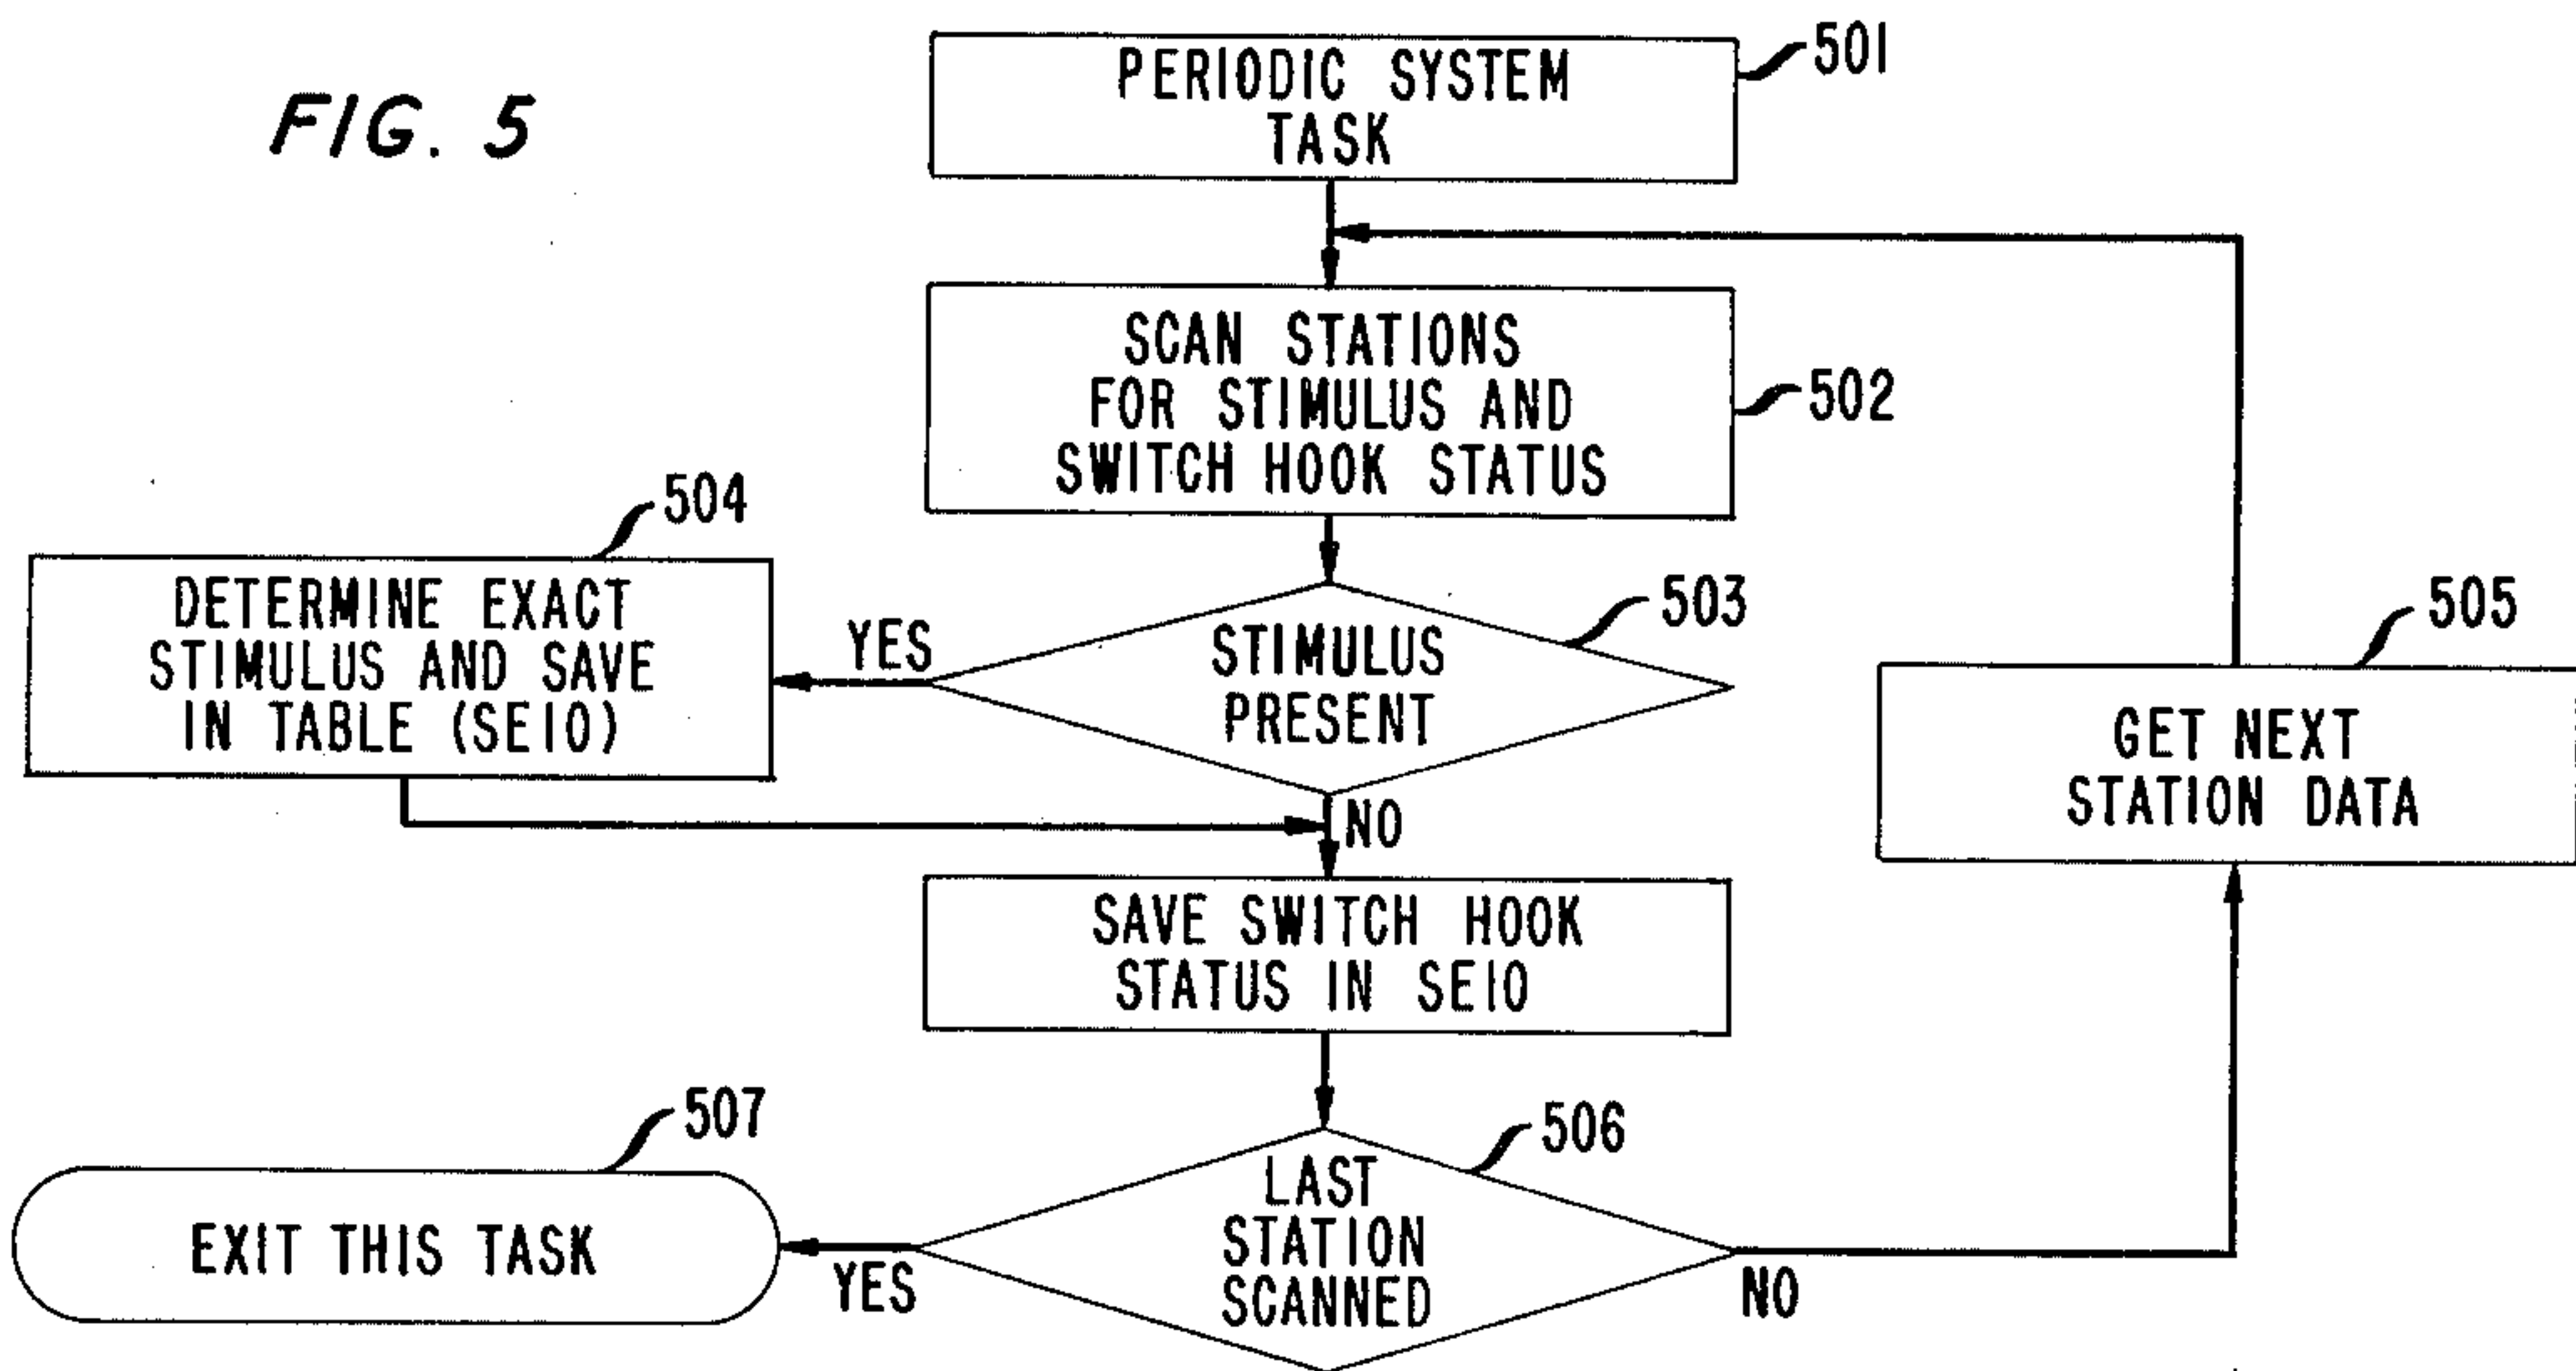 FIG. 5
PERIODIC SYSTEM
TASK
501
SCAN STATIONS
FOR STIMULUS AND
SWITCH HOOK STATUS
502
504
DETERMINE EXACT
STIMULUS AND SAVE
IN TABLE (SEIO)
YES
STIMULUS
PRESENT
503
NO
505
GET NEXT
STATION DATA
SAVE SWITCH HOOK
STATUS IN SEIO
507
EXIT THIS TASK
YES
LAST
STATION
SCANNED
506
NO